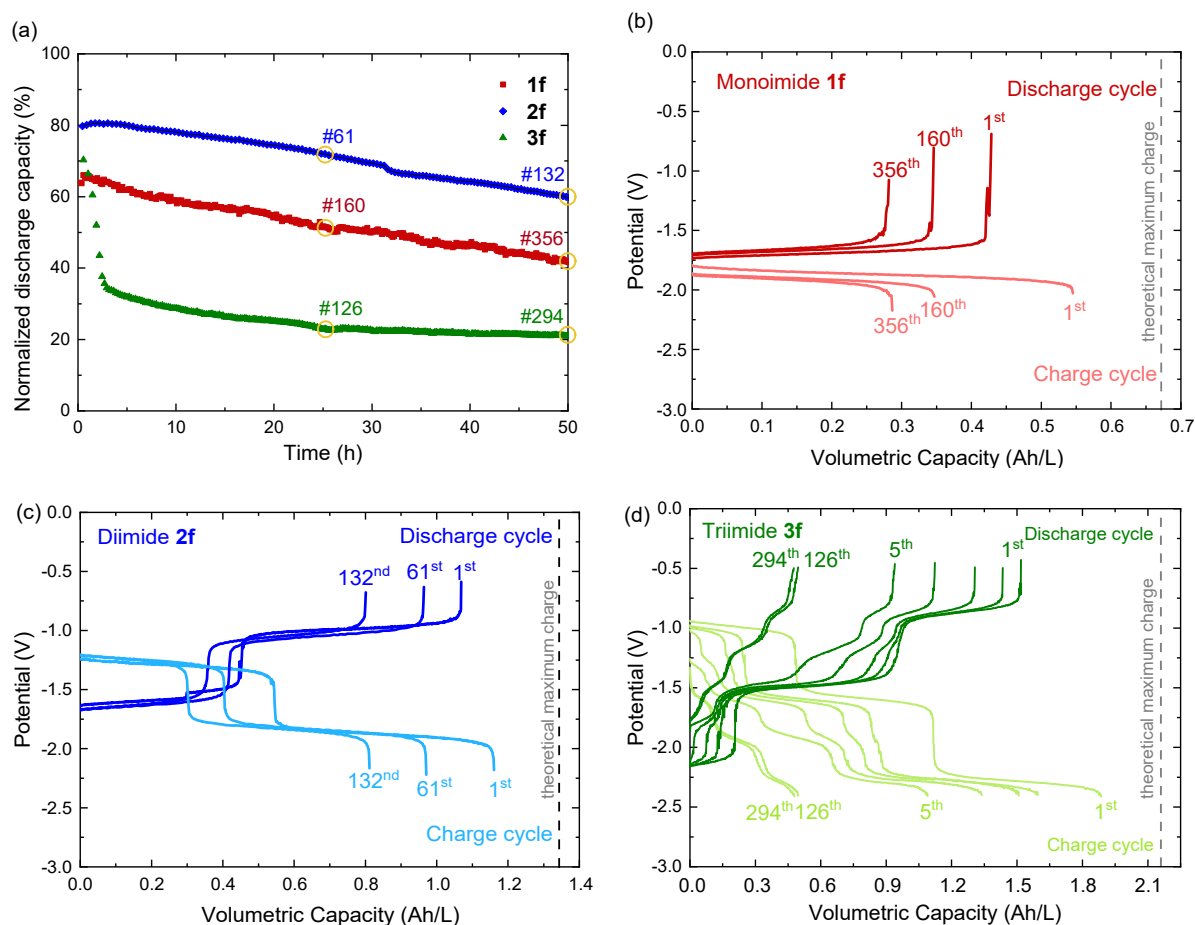 (a)
100
80
60
40
20
0
0
10
20
30
40
50
Normalized discharge capacity (%)
Time (h)
1f
2f
3f
#61
#132
#160
#356
#126
#294
(b)
0.0
-0.5
-1.0
-1.5
-2.0
-2.5
-3.0
0.0
0.1
0.2
0.3
0.4
0.5
0.6
0.7
Potential (V)
Volumetric Capacity (Ah/L)
Monoimide 1f
Discharge cycle
1st
160th
356th
356th
160th
1st
Charge cycle
theoretical maximum charge
(c)
0.0
-0.5
-1.0
-1.5
-2.0
-2.5
-3.0
0.0
0.2
0.4
0.6
0.8
1.0
1.2
1.4
Potential (V)
Volumetric Capacity (Ah/L)
Diimide 2f
Discharge cycle
132nd
61st
1st
132nd
61st
1st
Charge cycle
theoretical maximum charge
(d)
0.0
-0.5
-1.0
-1.5
-2.0
-2.5
-3.0
0.0
0.3
0.6
0.9
1.2
1.5
1.8
2.1
Potential (V)
Volumetric Capacity (Ah/L)
Triimide 3f
Discharge cycle
294th 126th
5th
1st
294th 126th
5th
1st
Charge cycle
theoretical maximum charge